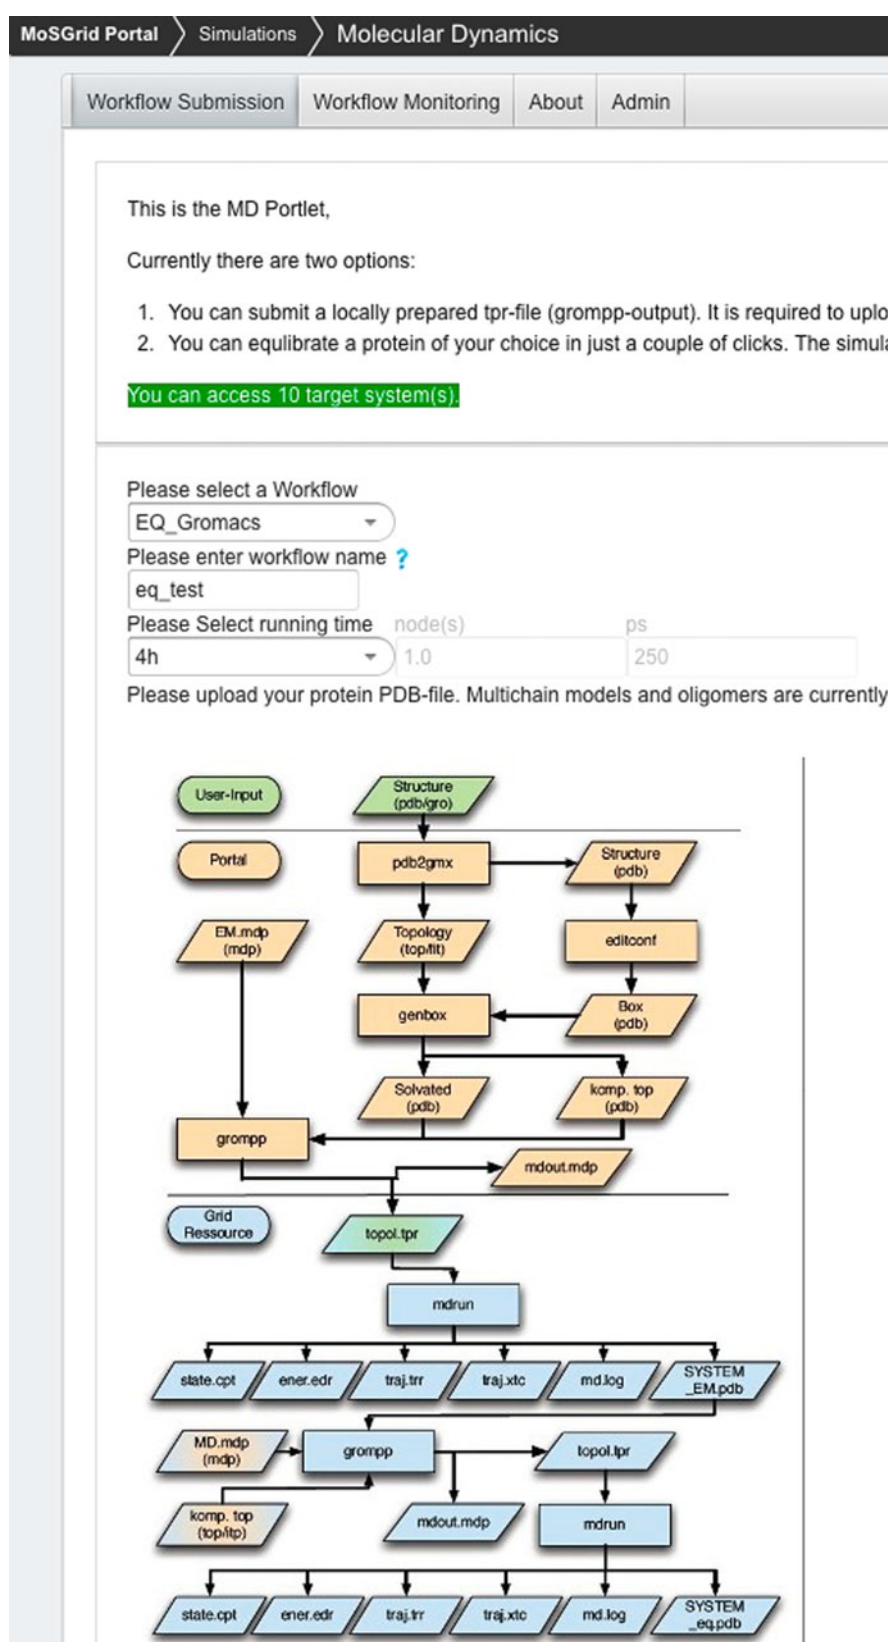 MoSGrid Portal Simulations Molecular Dynamics
Workflow Submission Workflow Monitoring About Admin
This is the MD Portlet,
Currently there are two options:
1. You can submit a locally prepared tpr-file (grompp-output). It is required to uplo
2. You can equlibrate a protein of your choice in just a couple of clicks. The simula
You can access 10 target system(s).
Please select a Workflow
EQ_Gromacs
Please enter workflow name ?
eq_test
Please Select running time node(s) ps
4h 1.0 250
Please upload your protein PDB-file. Multichain models and oligomers are currently
User-Input
Structure
(pdb/gro)
Portal
pdb2gmx
Structure
(pdb)
EM.mdp
(mdp)
Topology
(top/tit)
editconf
genbox
Box
(pdb)
Solvated
(pdb)
komp. top
(pdb)
grompp
mdout.mdp
Grid
Ressource
topol.tpr
mdrun
state.cpt
ener.edr
traj.trr
traj.xtc
md.log
SYSTEM
_EM.pdb
MD.mdp
(mdp)
grompp
topol.tpr
komp. top
(top/itp)
mdout.mdp
mdrun
state.cpt
ener.edr
traj.trr
traj.xtc
md.log
SYSTEM
_eq.pdb